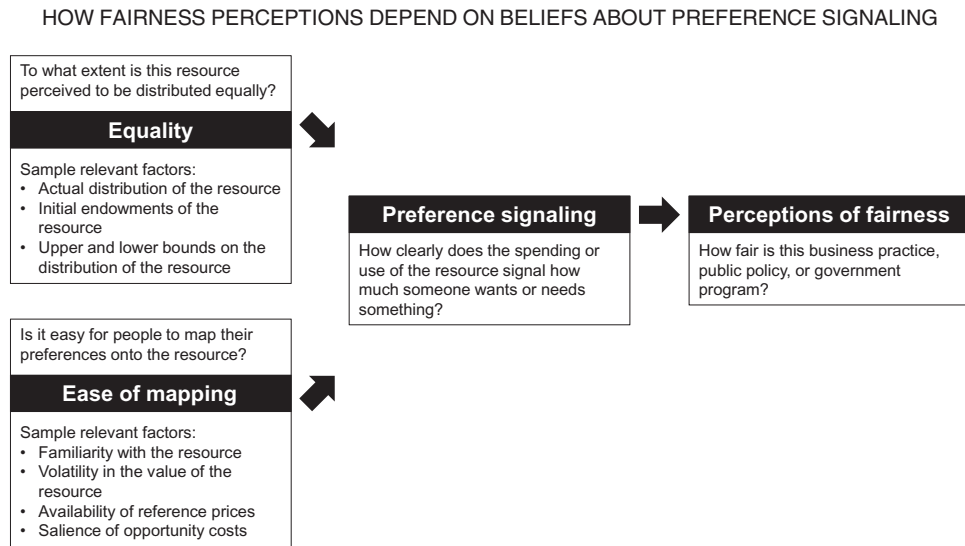 HOW FAIRNESS PERCEPTIONS DEPEND ON BELIEFS ABOUT PREFERENCE SIGNALING
To what extent is this resource
perceived to be distributed equally?
Equality
Sample relevant factors:
• Actual distribution of the resource
• Initial endowments of the
resource
• Upper and lower bounds on the
distribution of the resource
Is it easy for people to map their
preferences onto the resource?
Ease of mapping
Sample relevant factors:
• Familiarity with the resource
• Volatility in the value of the
resource
• Availability of reference prices
• Salience of opportunity costs
Preference signaling
How clearly does the spending or
use of the resource signal how
much someone wants or needs
something?
Perceptions of fairness
How fair is this business practice,
public policy, or government
program?